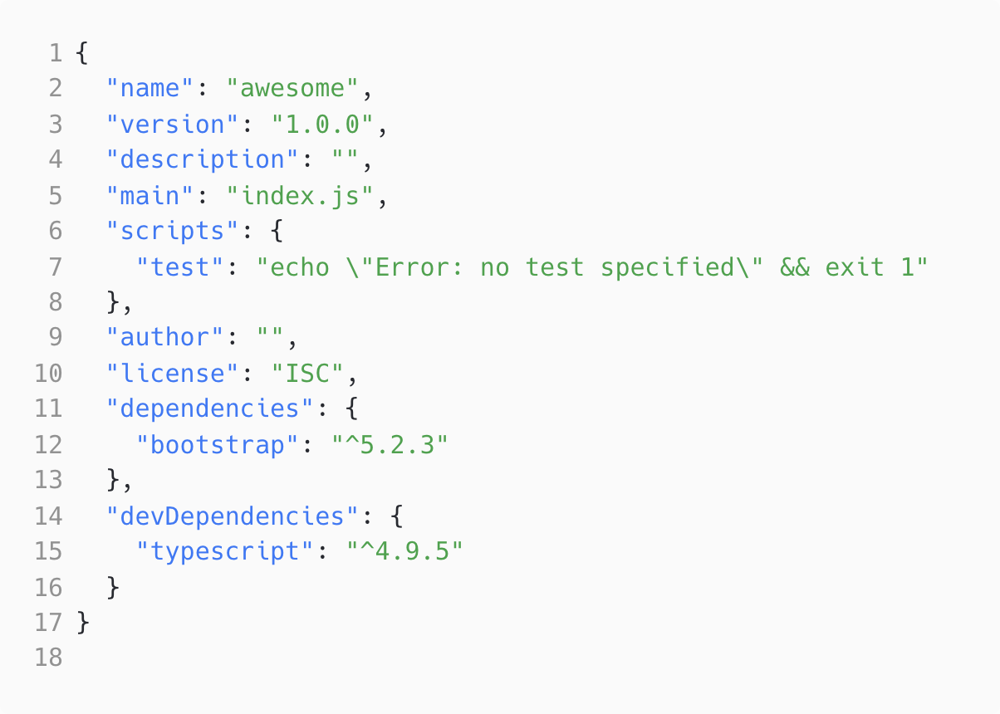 1 {
2   "name": "awesome",
3   "version": "1.0.0",
4   "description": "",
5   "main": "index.js",
6   "scripts": {
7     "test": "echo \"Error: no test specified\" && exit 1"
8   },
9   "author": "",
10   "license": "ISC",
11   "dependencies": {
12     "bootstrap": "^5.2.3"
13   },
14   "devDependencies": {
15     "typescript": "^4.9.5"
16   }
17 }
18